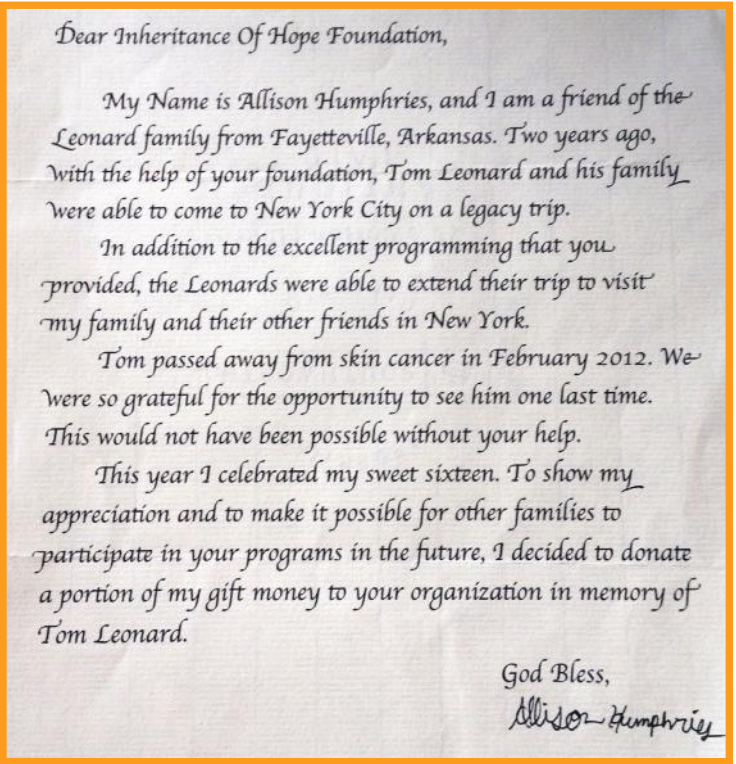 Dear Inheritance Of Hope Foundation,
My Name is Allison Humphries, and I am a friend of the
Leonard family from Fayetteville, Arkansas. Two years ago,
with the help of your foundation, Tom Leonard and his family
were able to come to New York City on a legacy trip.
In addition to the excellent programming that you
provided, the Leonards were able to extend their trip to visit
my family and their other friends in New York.
Tom passed away from skin cancer in February 2012. We
were so grateful for the opportunity to see him one last time.
This would not have been possible without your help.
This year I celebrated my sweet sixteen. To show my
appreciation and to make it possible for other families to
participate in your programs in the future, I decided to donate
a portion of my gift money to your organization in memory of
Tom Leonard.
God Bless,
Allison Humphries